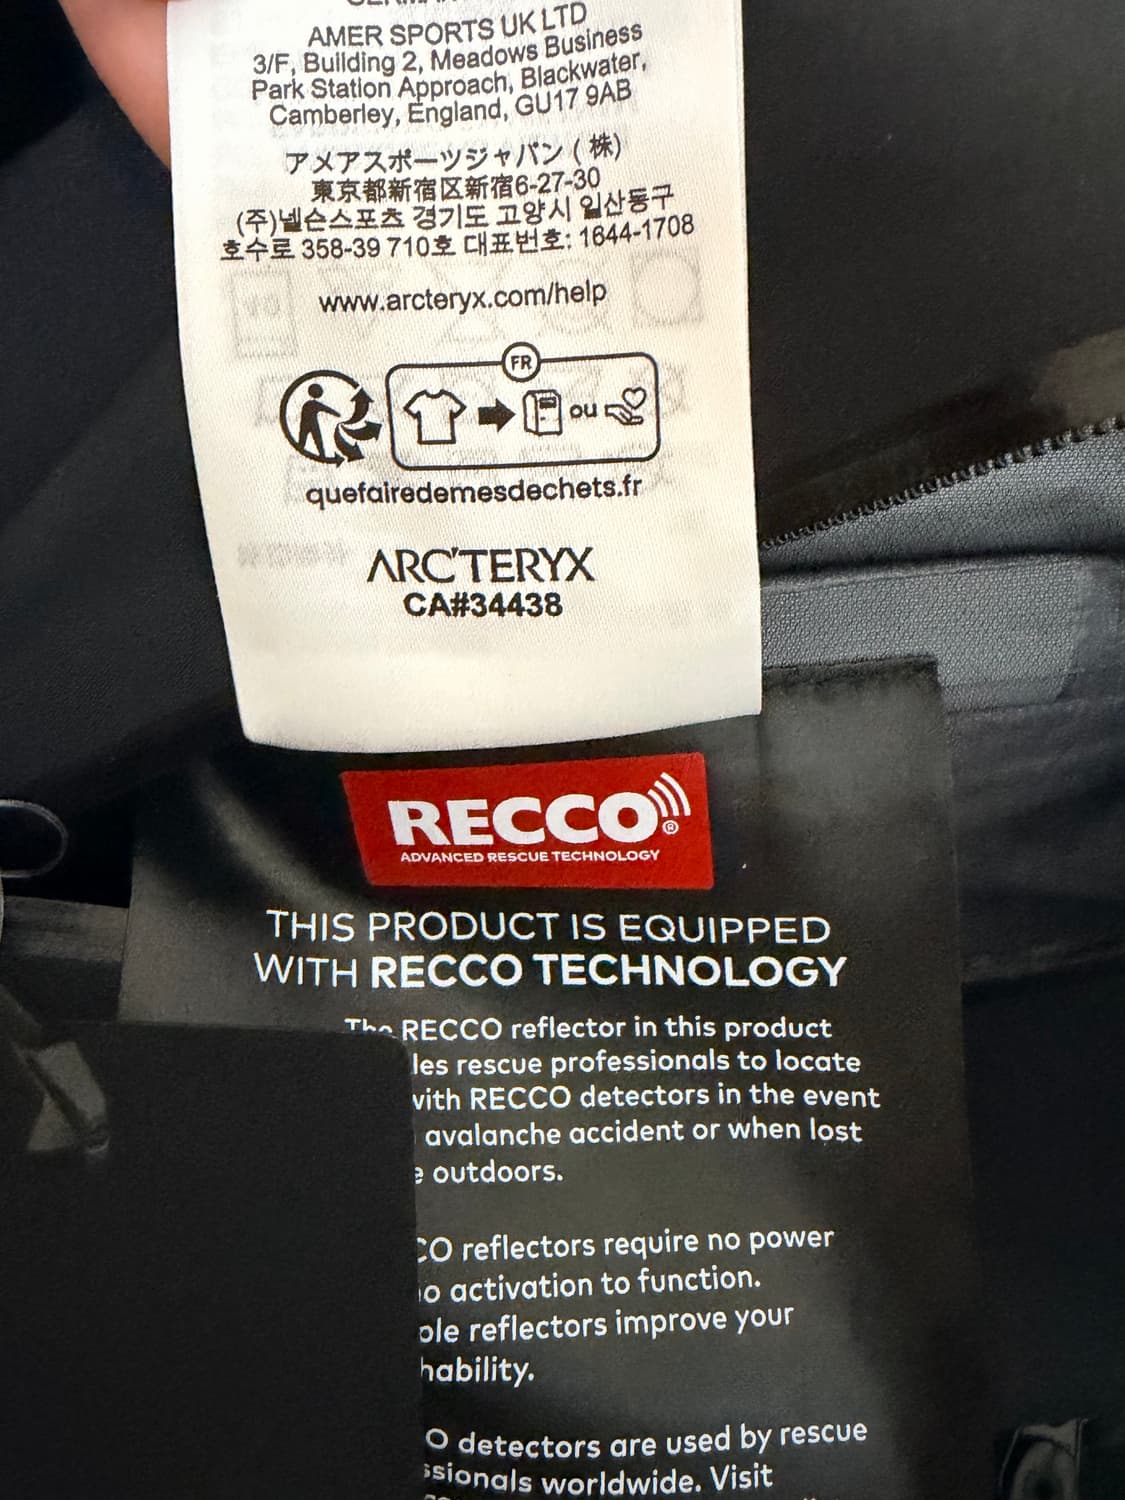 AMER SPORTS UK LTD
3/F, Building 2, Meadows Business
Park Station Approach, Blackwater,
Camberley, England, GU17 9AB
アメアスポーツジャパン (株)
東京都新宿区新宿6-27-30
(주)넬슨스포츠 경기도 고양시 일산동구
호수로 358-39 710호 대표번호: 1644-1708
www.arcteryx.com/help
FR
ou
quefairedemesdechets.fr
ARC'TERYX
CA#34438
RECCO®
ADVANCED RESCUE TECHNOLOGY
THIS PRODUCT IS EQUIPPED
WITH RECCO TECHNOLOGY
The RECCO reflector in this product
les rescue professionals to locate
with RECCO detectors in the event
avalanche accident or when lost
e outdoors.
CO reflectors require no power
o activation to function.
ple reflectors improve your
hability.
O detectors are used by rescue
ssionals worldwide. Visit